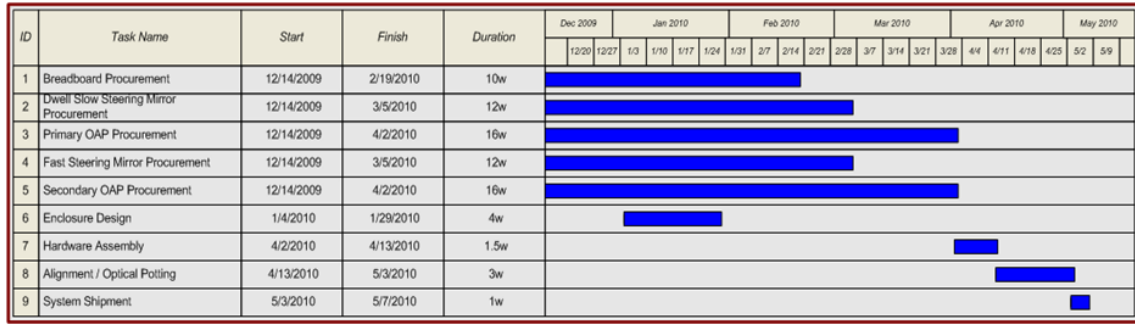 ID Task Name Start Finish Duration Dec 2009 Jan 2010 Feb 2010 Mar 2010 Apr 2010 May 2010
12/20 12/27 1/3 1/10 1/17 1/24 1/31 2/7 2/14 2/21 2/28 3/7 3/14 3/21 3/28 4/4 4/11 4/18 4/25 5/2 5/9
1 Breadboard Procurement 12/14/2009 2/19/2010 10w
2 Dwell Slow Steering Mirror
Procurement 12/14/2009 3/5/2010 12w
3 Primary OAP Procurement 12/14/2009 4/2/2010 16w
4 Fast Steering Mirror Procurement 12/14/2009 3/5/2010 12w
5 Secondary OAP Procurement 12/14/2009 4/2/2010 16w
6 Enclosure Design 1/4/2010 1/29/2010 4w
7 Hardware Assembly 4/2/2010 4/13/2010 1.5w
8 Alignment / Optical Potting 4/13/2010 5/3/2010 3w
9 System Shipment 5/3/2010 5/7/2010 1w